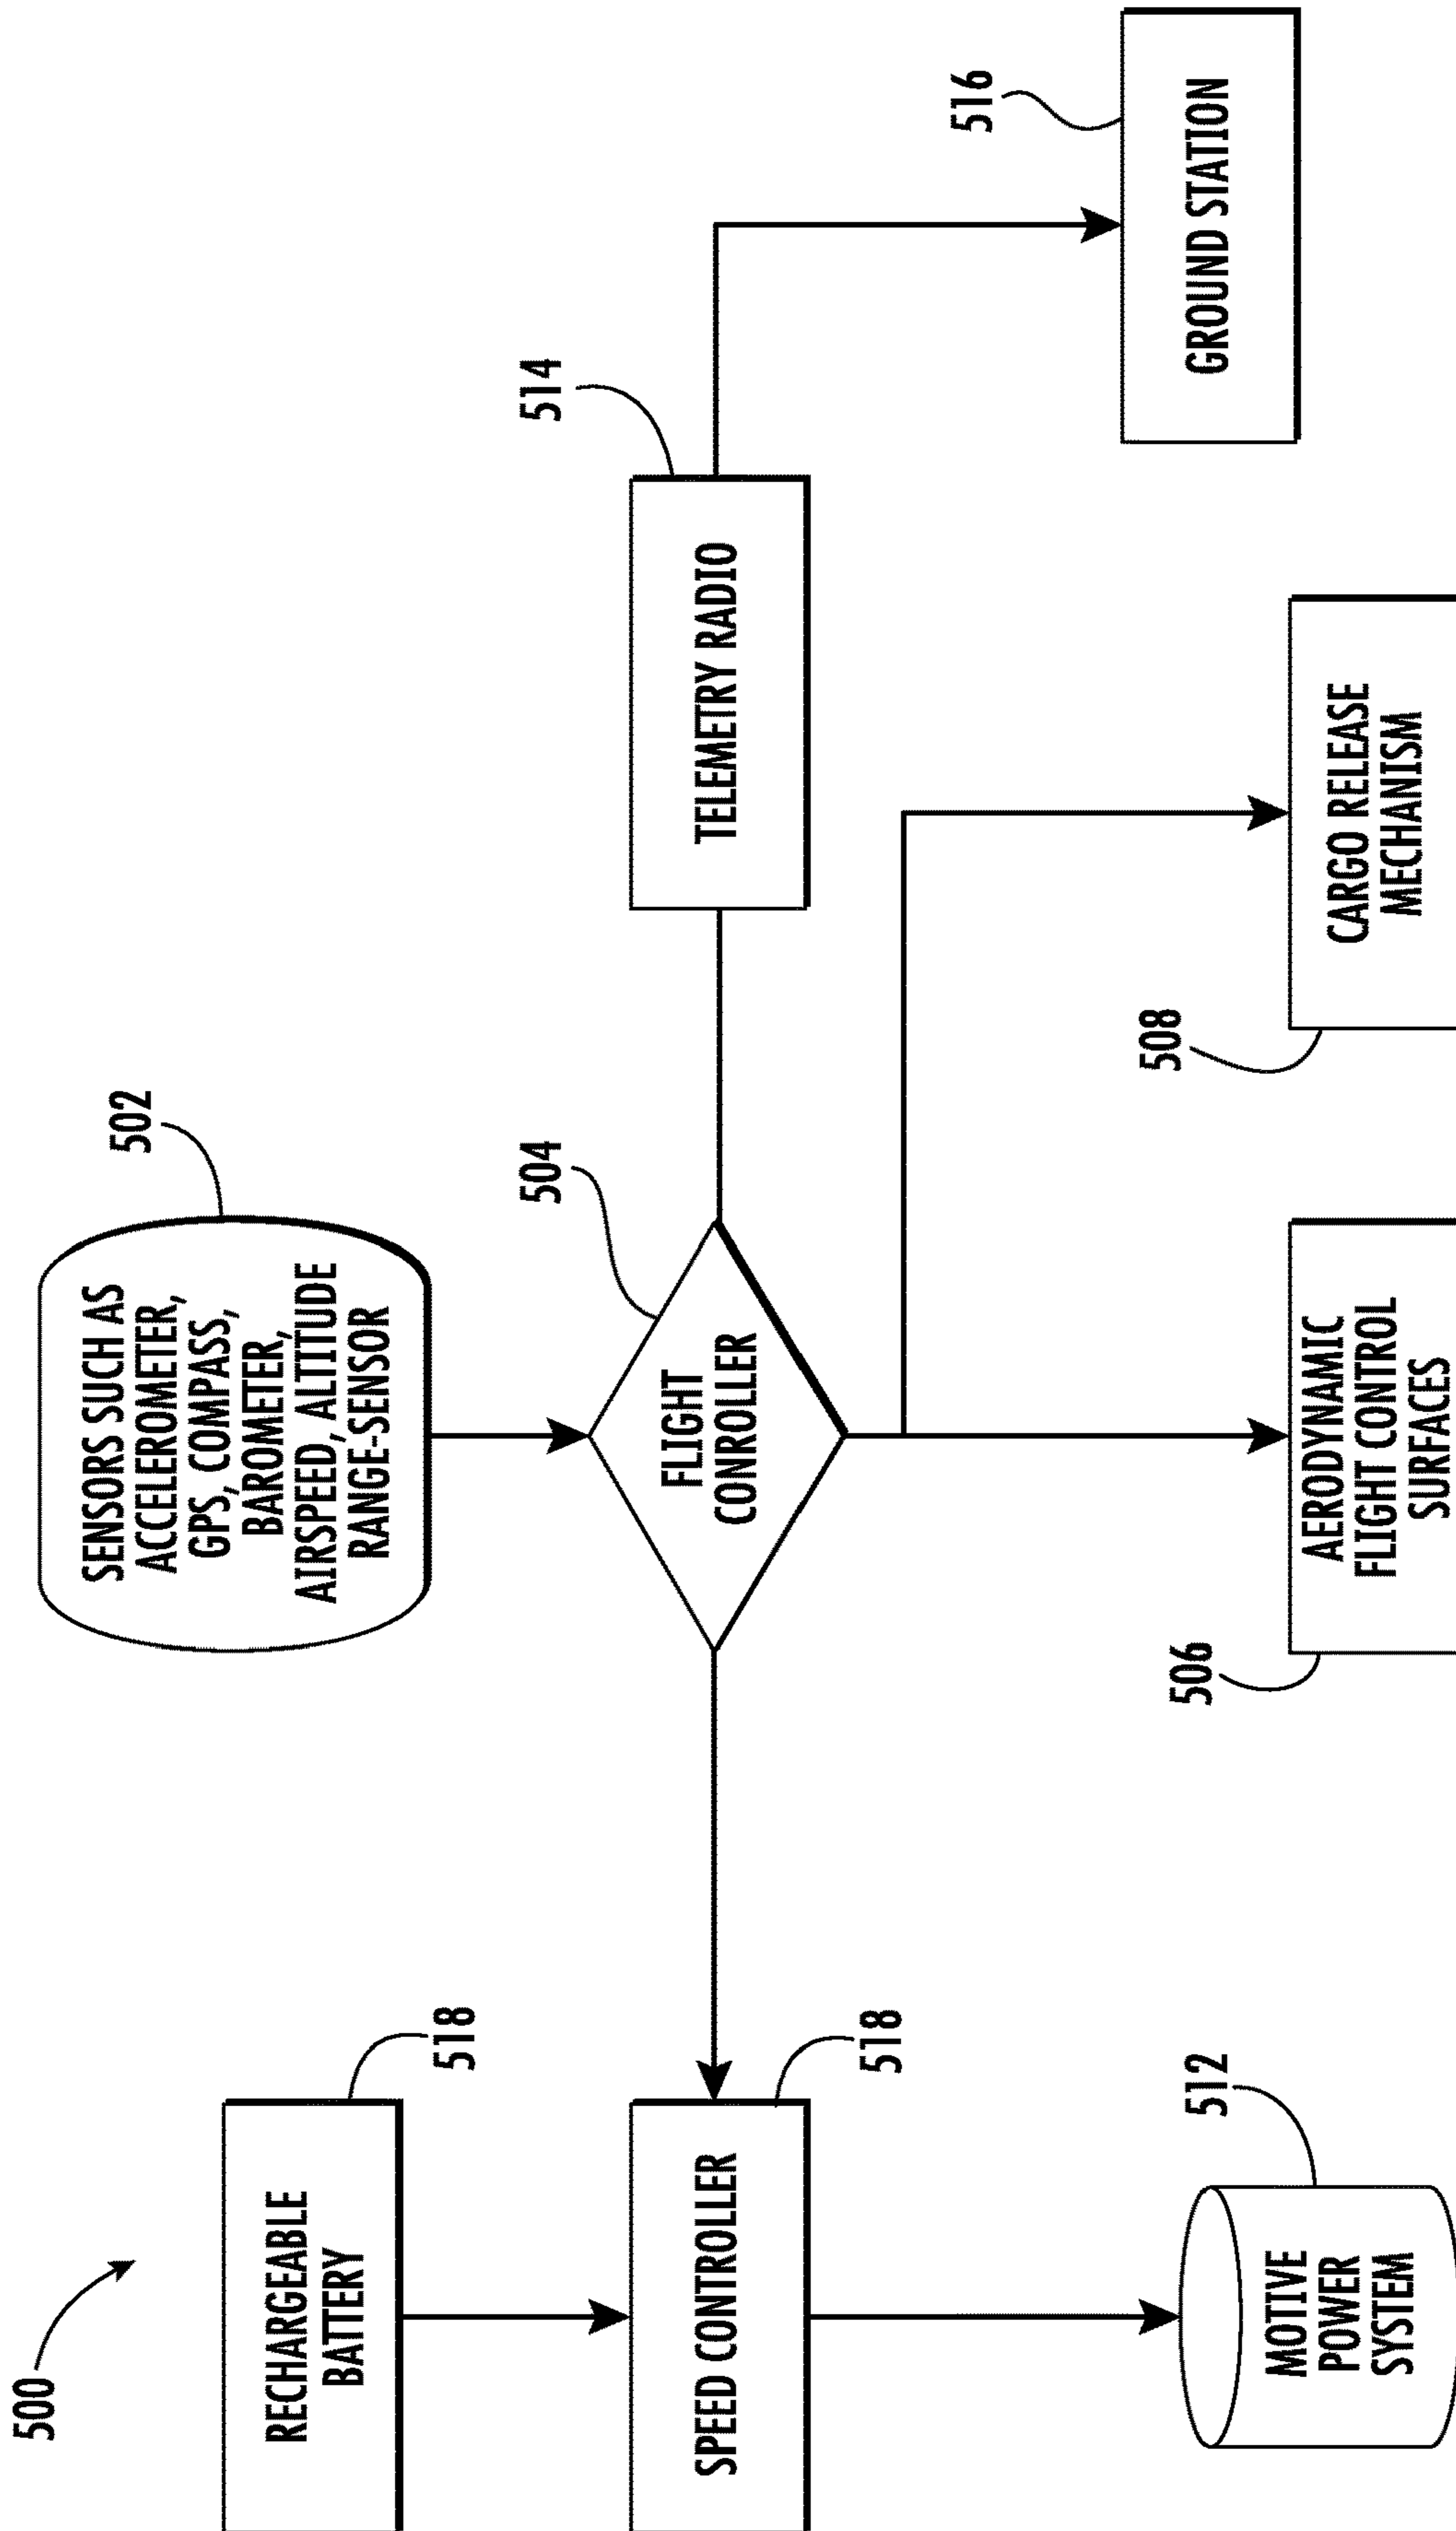 500
RECHARGEABLE
BATTERY
518
SENSORS SUCH AS
ACCELEROMETER,
GPS, COMPASS,
BAROMETER,
AIRSPEED, ALTITUDE
RANGE-SENSOR
502
SPEED CONTROLLER
518
FLIGHT
CONROLLER
504
TELEMETRY RADIO
514
MOTIVE
POWER
SYSTEM
512
AERODYNAMIC
FLIGHT CONTROL
SURFACES
506
CARGO RELEASE
MECHANISM
508
GROUND STATION
516